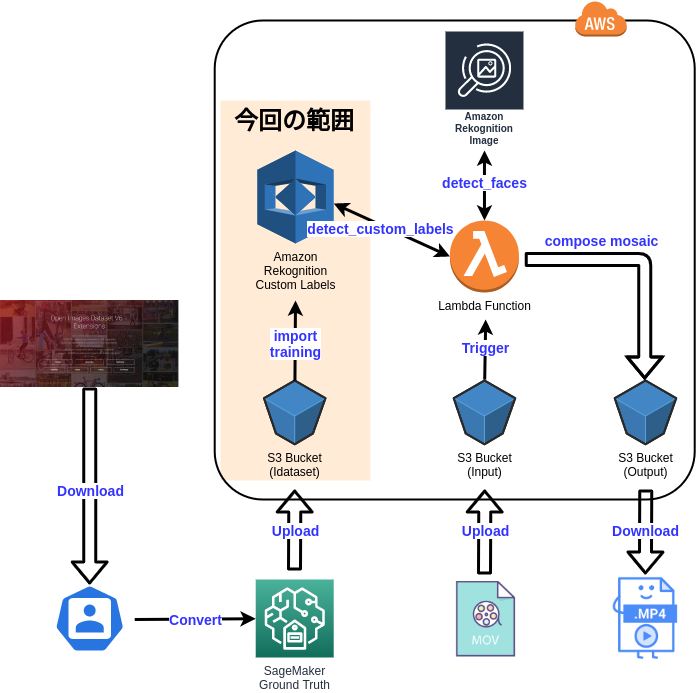 AWS
Amazon
Rekognition
Image
今回の範囲
detect_faces
detect_custom_labels
compose mosaic
Amazon
Rekognition
Custom Labels
Lambda Function
Open Images Dataset V6
Extensions
import
training
Trigger
S3 Bucket
(Idataset)
S3 Bucket
(Input)
S3 Bucket
(Output)
Download
Upload
Upload
Download
Convert
MOV
.MP4
SageMaker
Ground Truth